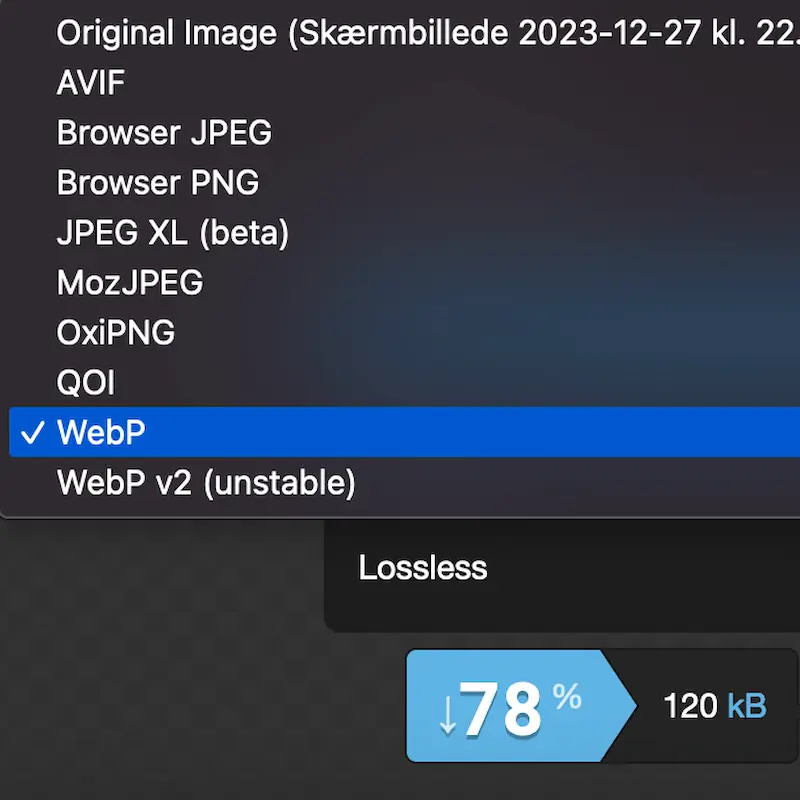 Original Image (Skærmbillede 2023-12-27 kl. 22.
AVIF
Browser JPEG
Browser PNG
JPEG XL (beta)
MozJPEG
OxiPNG
QOI
✓ WebP
WebP v2 (unstable)
Lossless
↓78 % 120 kB